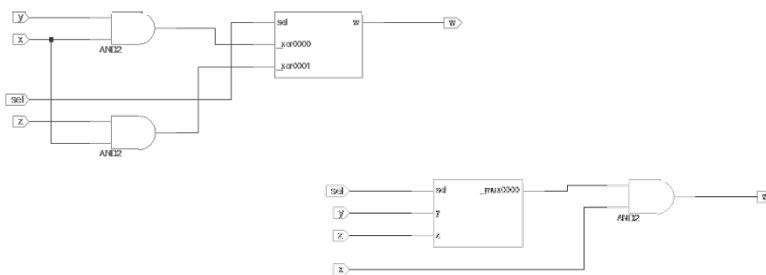 y
x
AND2
sel
z
AND2
sel
_xor0000
_xor0001
w
w
sel
y
z
x
sel
y
z
_mux0000
AND2